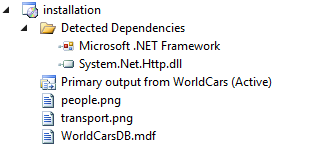 installation
Detected Dependencies
Microsoft .NET Framework
System.Net.Http.dll
Primary output from WorldCars (Active)
people.png
transport.png
WorldCarsDB.mdf